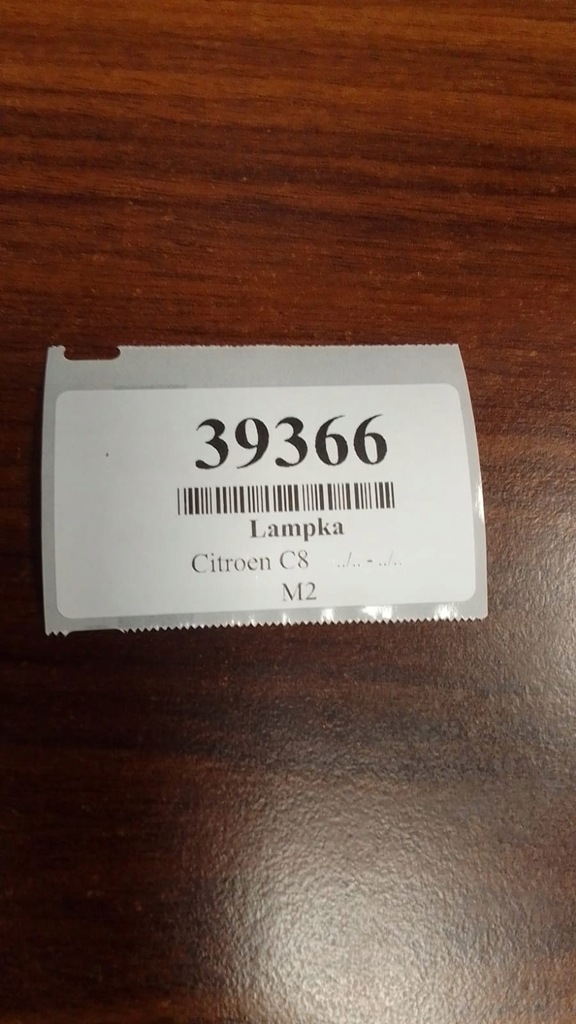 39366
Lampka
Citroen C8 ../.. - ../..
M2